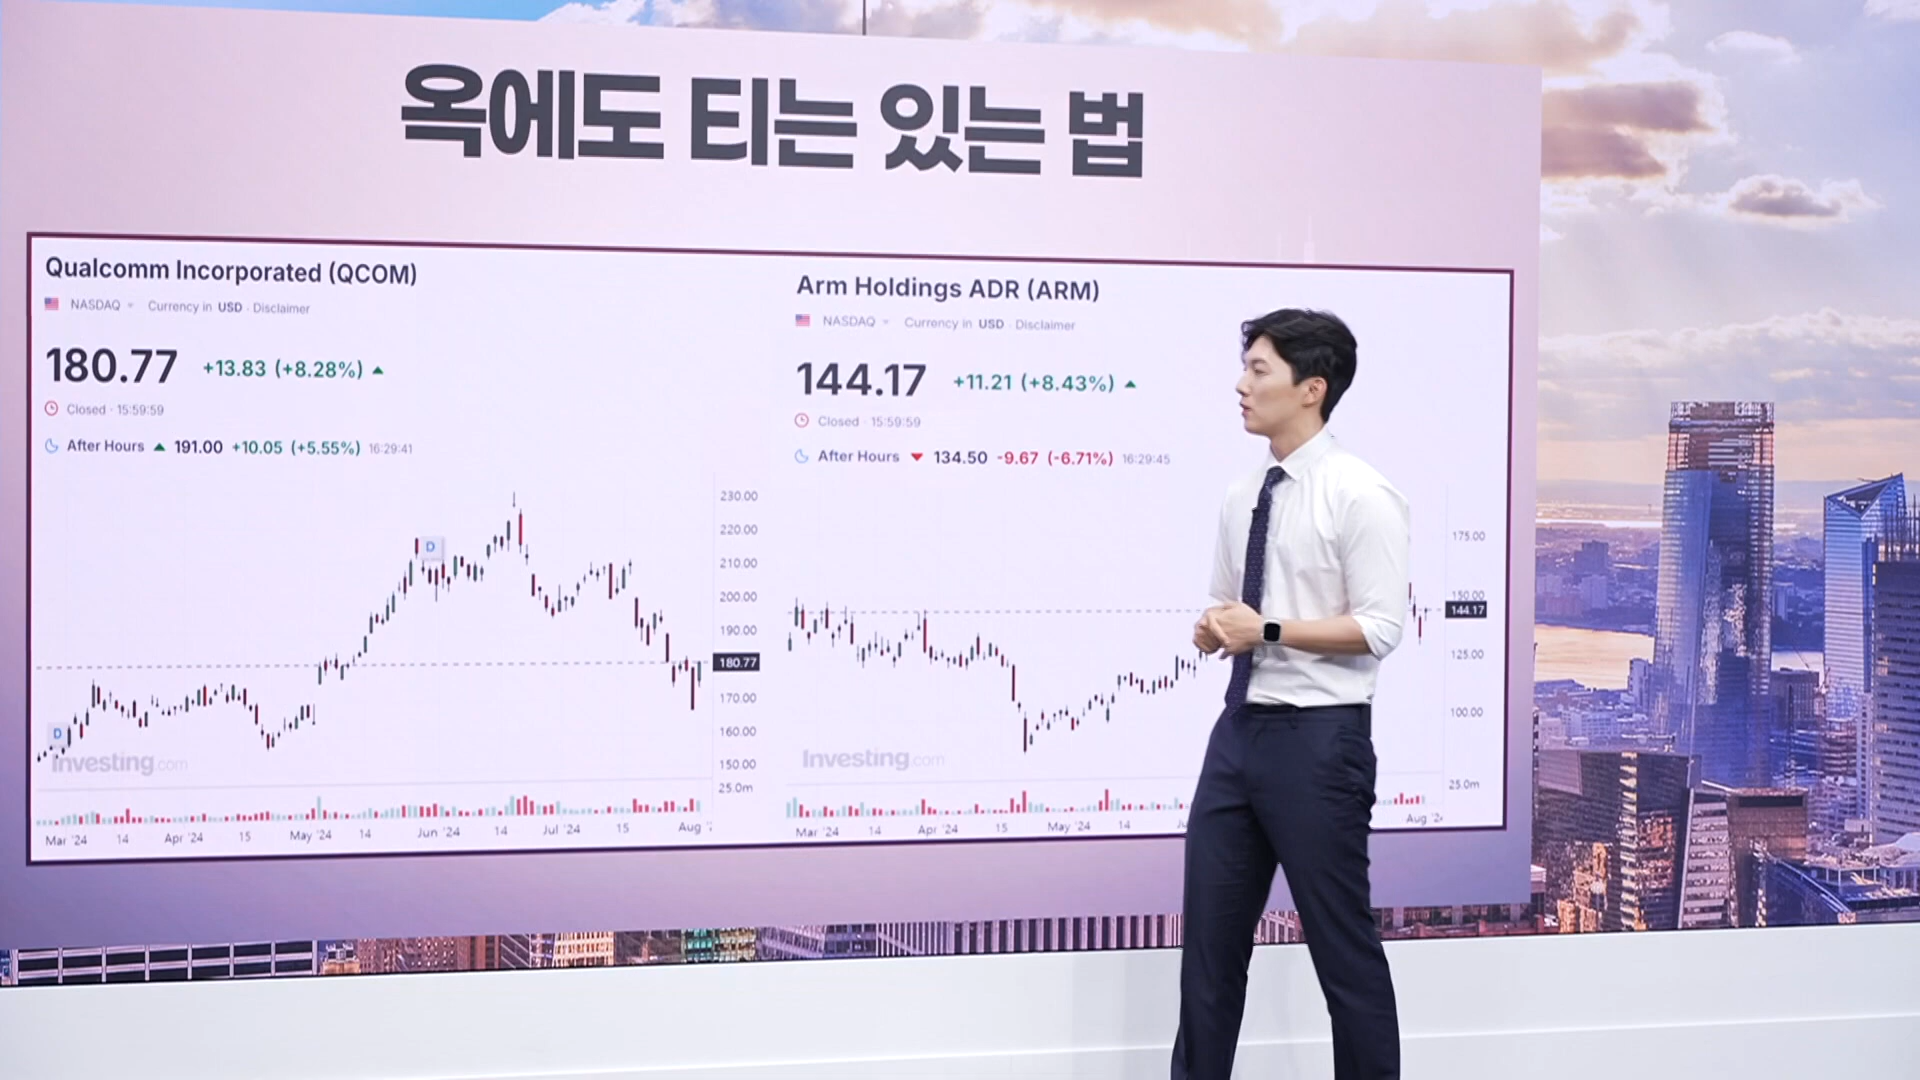 옥에도 티는 있는 법
Qualcomm Incorporated (QCOM)
NASDAQ Currency in USD · Disclaimer
180.77 +13.83 (+8.28%)
Closed · 15:59:59
After Hours 191.00 +10.05 (+5.55%) 16:29:41
D
D
230.00
220.00
210.00
200.00
190.00
180.77
170.00
160.00
150.00
25.0m
Investing.com
Mar '24 14 Apr '24 15 May '24 14 Jun '24 14 Jul '24 15 Aug
Arm Holdings ADR (ARM)
NASDAQ Currency in USD · Disclaimer
144.17 +11.21 (+8.43%)
Closed · 15:59:59
After Hours 134.50 -9.67 (-6.71%) 16:29:45
175.00
150.00
144.17
125.00
100.00
25.0m
Investing.com
Mar '24 14 Apr '24 15 May '24 14 Aug